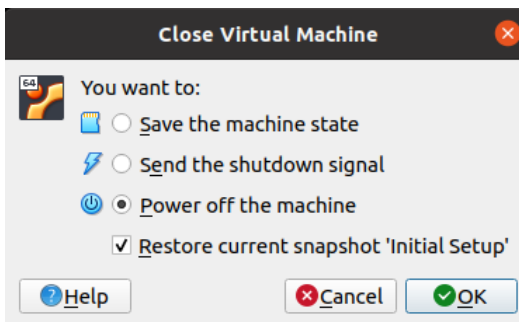 Close Virtual Machine
64
You want to:
Save the machine state
Send the shutdown signal
Power off the machine
Restore current snapshot 'Initial Setup'
Help
Cancel
OK